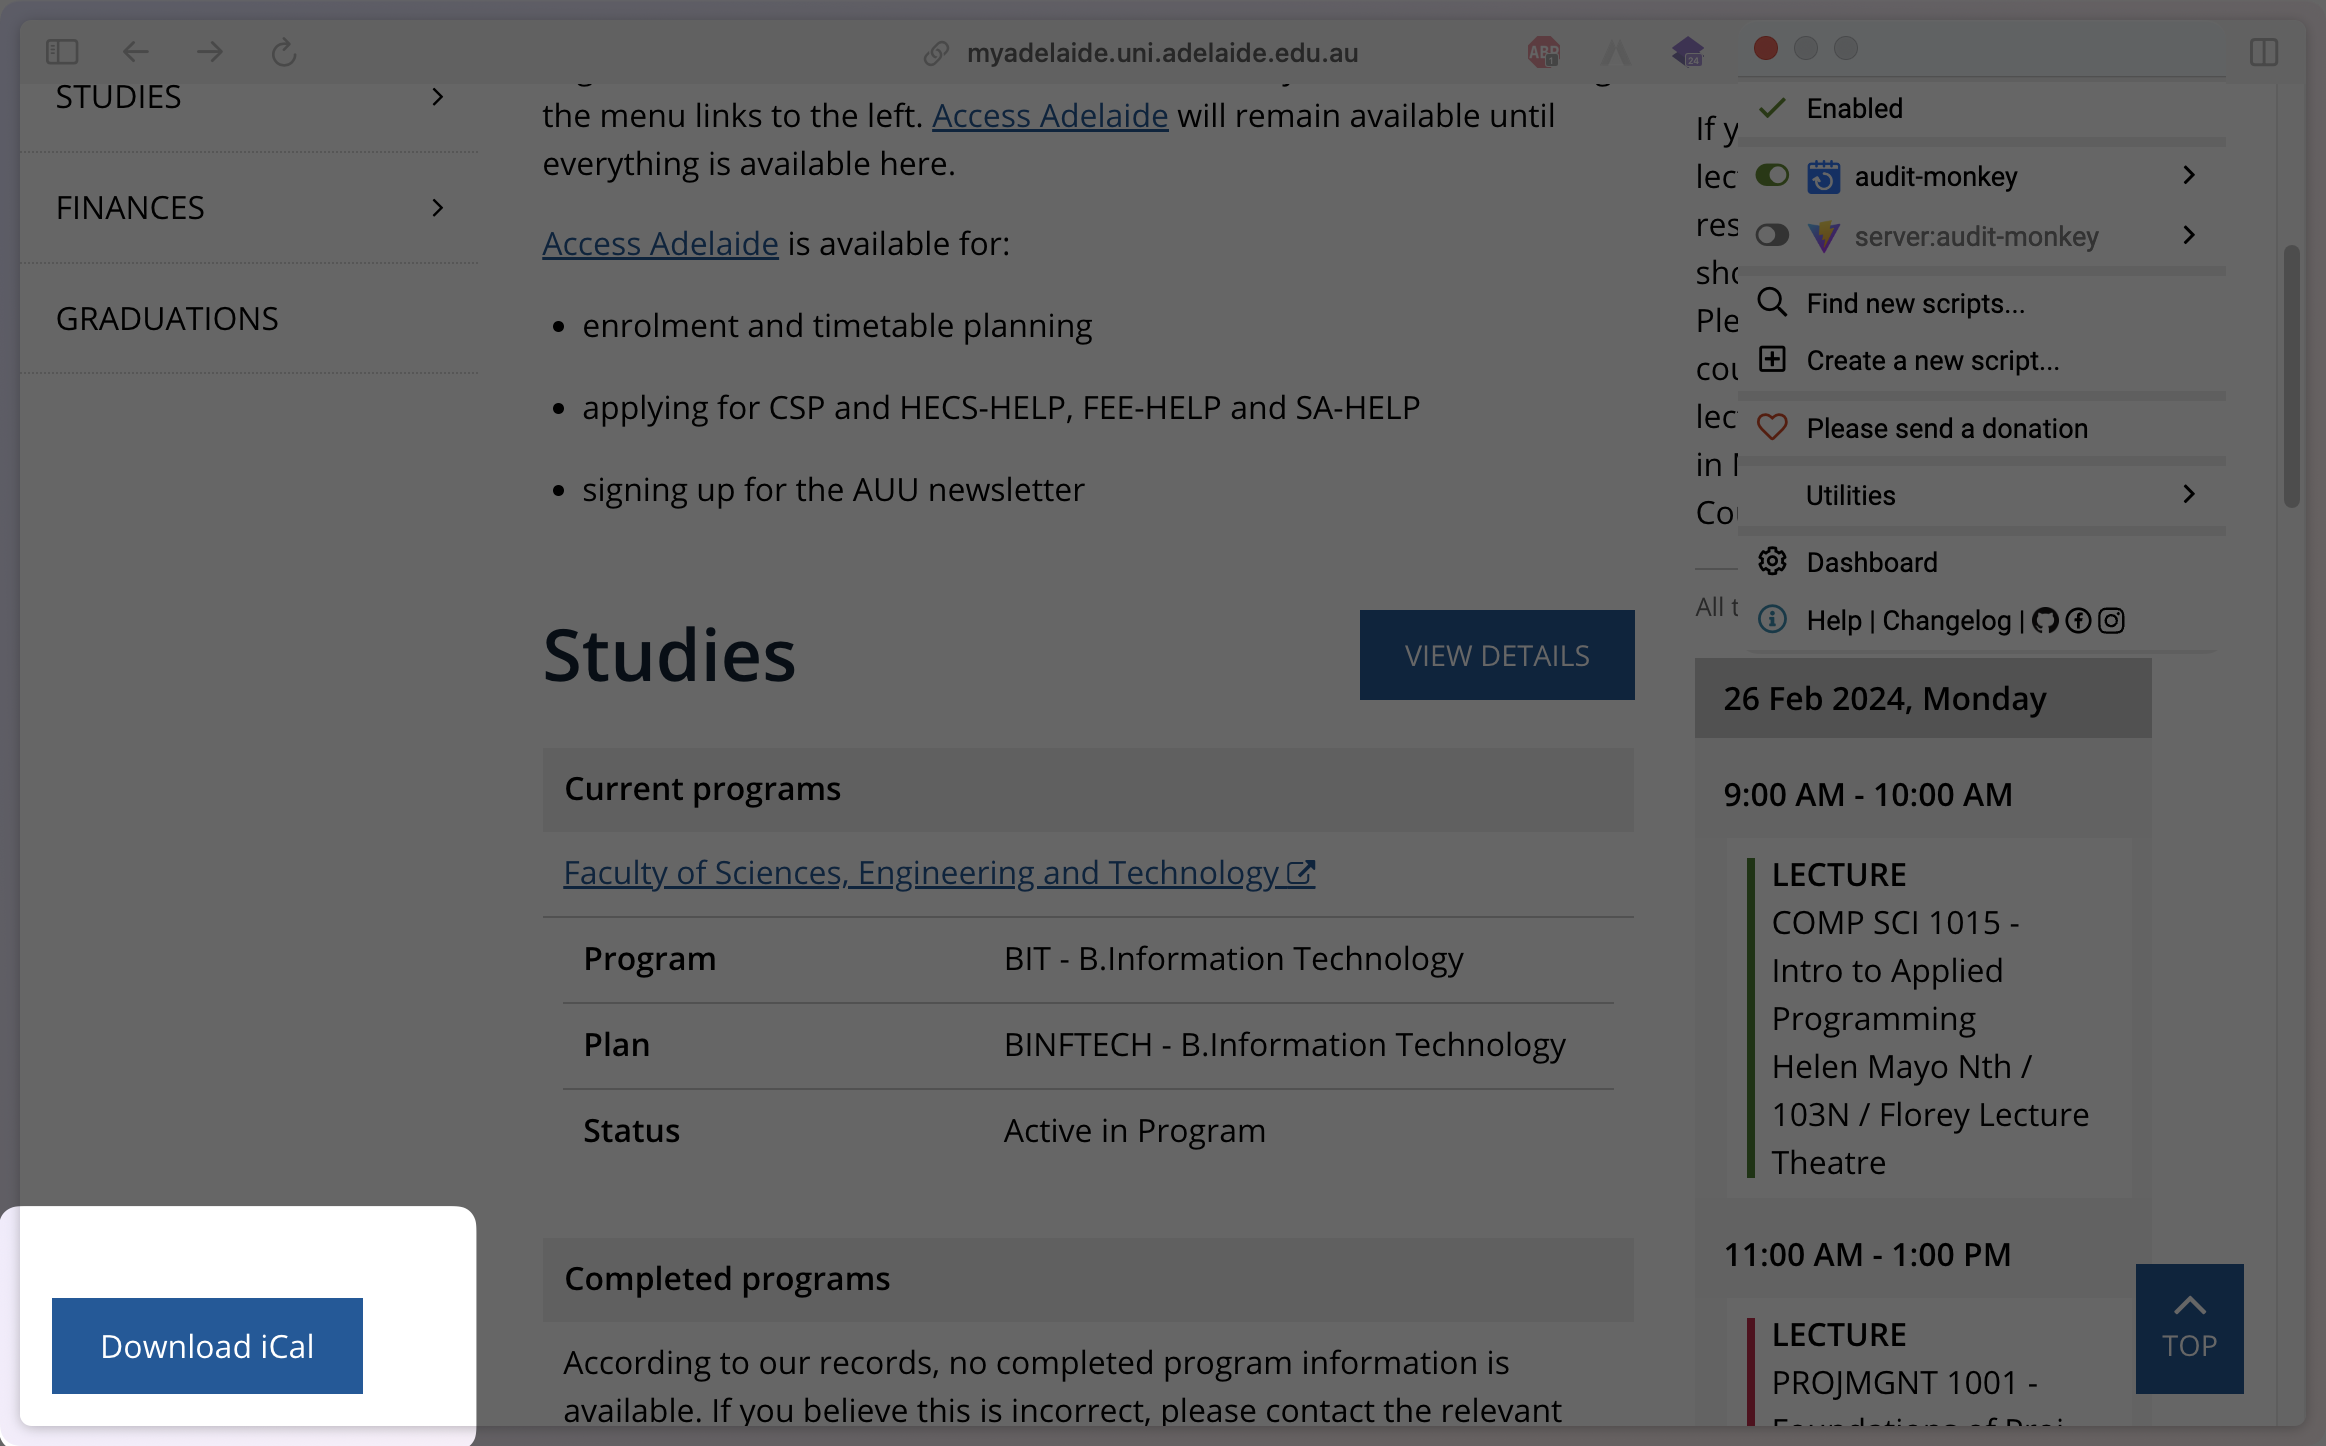 myadelaide.uni.adelaide.edu.au
ABP
1
24
STUDIES
FINANCES
GRADUATIONS
the menu links to the left. Access Adelaide will remain available until
everything is available here.
Access Adelaide is available for:
• enrolment and timetable planning
• applying for CSP and HECS-HELP, FEE-HELP and SA-HELP
• signing up for the AUU newsletter
Studies
VIEW DETAILS
Current programs
Faculty of Sciences, Engineering and Technology
Program BIT - B.Information Technology
Plan BINFTECH - B.Information Technology
Status Active in Program
Completed programs
According to our records, no completed program information is
available. If you believe this is incorrect, please contact the relevant
Download iCal
If y
lec
res
Ple
lec
in
All t
Enabled
audit-monkey
server:audit-monkey
Find new scripts...
Create a new script...
Please send a donation
Utilities
Dashboard
Help | Changelog |
26 Feb 2024, Monday
9:00 AM - 10:00 AM
LECTURE
COMP SCI 1015 -
Intro to Applied
Programming
Helen Mayo Nth /
103N / Florey Lecture
Theatre
11:00 AM - 1:00 PM
LECTURE
PROJMGNT 1001 -
TOP